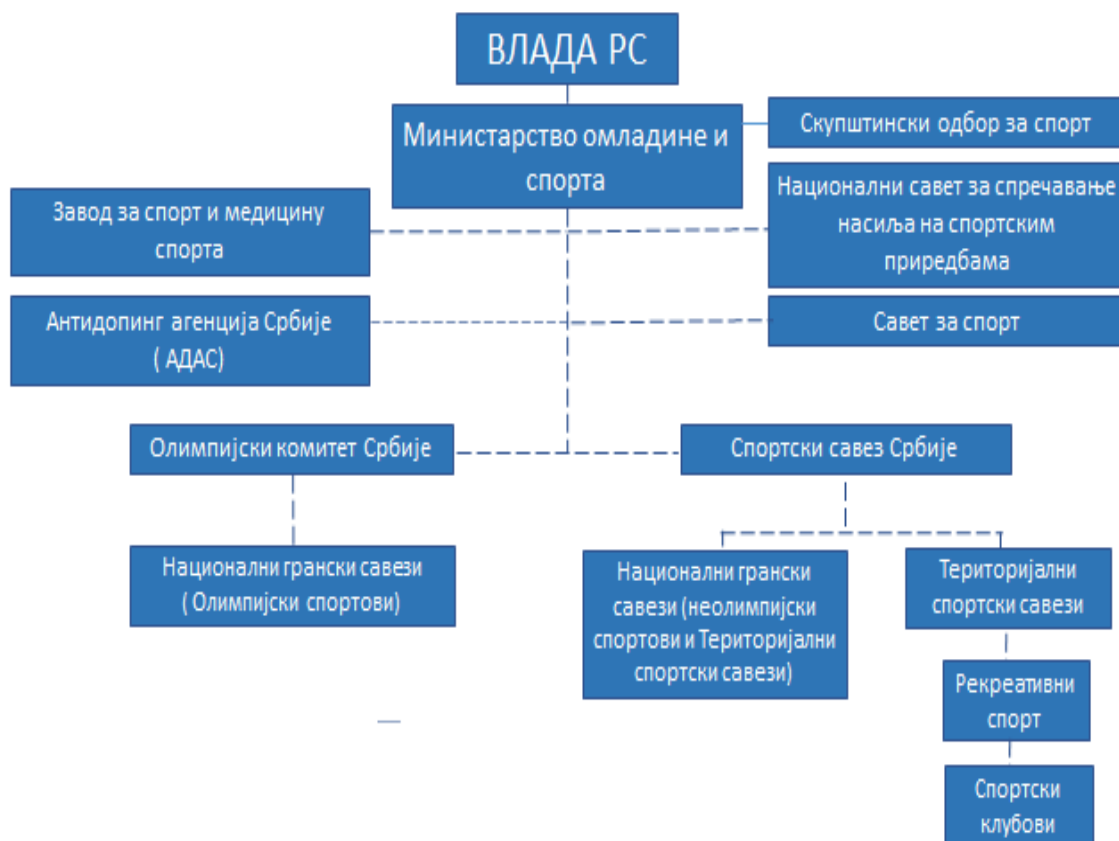 ВЛАДА РС
Министарство омладине и
спорта
Скупштински одбор за спорт
Завод за спорт и медицину
спорта
Национални савет за спречавање
насиља на спортским
приредбама
Антидопинг агенција Србије
( АДАС)
Савет за спорт
Олимпијски комитет Србије
Спортски савез Србије
Национални грански савези
( Олимпијски спортови)
Национални грански
савези (неолимпијски
спортови и Територијални
спортски савези)
Територијални
спортски савези
Рекреативни
спорт
Спортски
клубови